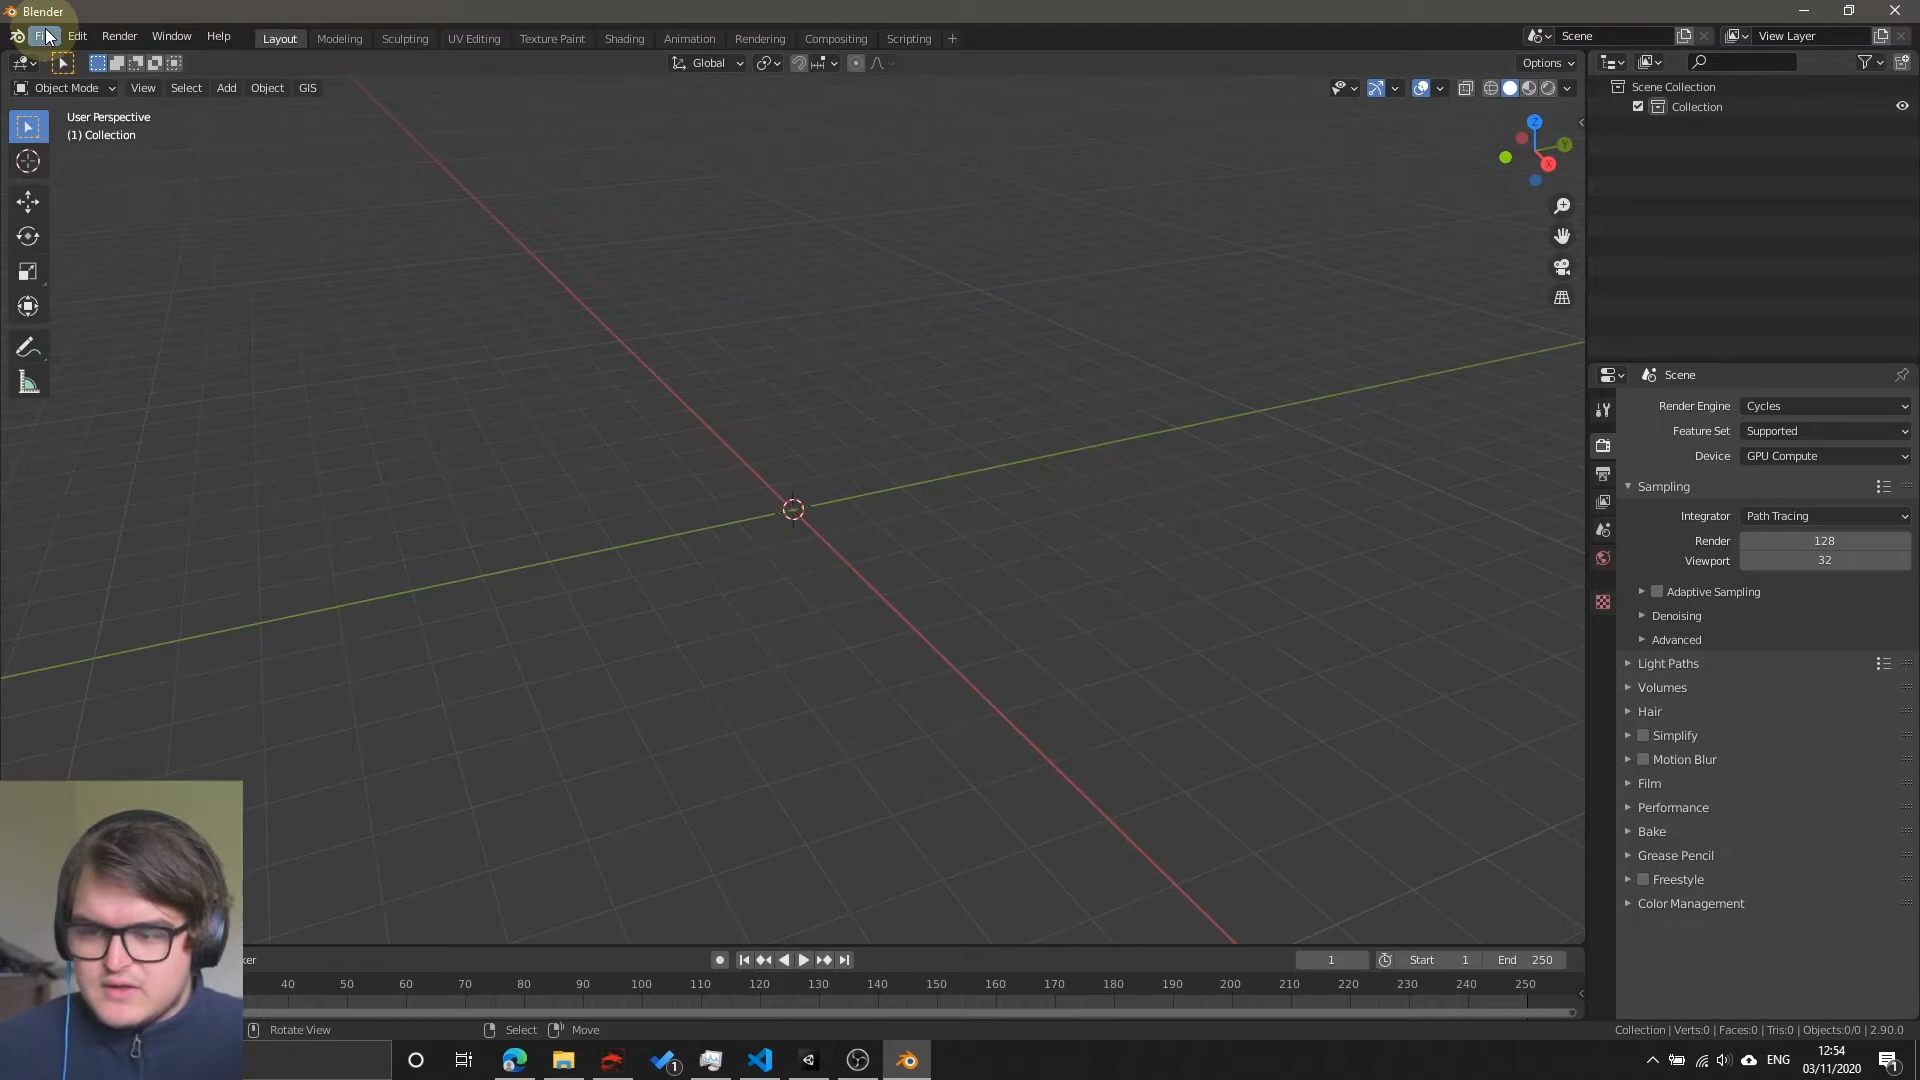 Blender
Edit Render Window Help
Layout Modeling Sculpting UV Editing Texture Paint Shading Animation Rendering Compositing Scripting +
Scene
View Layer
Global
Options
Object Mode View Select Add Object GIS
User Perspective
(1) Collection
Z
Y
X
Scene Collection
Collection
Scene
Render Engine Cycles
Feature Set Supported
Device GPU Compute
Sampling
Integrator Path Tracing
Render 128
Viewport 32
Adaptive Sampling
Denoising
Advanced
Light Paths
Volumes
Hair
Simplify
Motion Blur
Film
Performance
Bake
Grease Pencil
Freestyle
Color Management
1 Start 1 End 250
40 50 60 70 80 90 100 110 120 130 140 150 160 170 180 190 200 210 220 230 240 250
Rotate View Select Move
Collection | Verts:0 | Faces:0 | Tris:0 | Objects:0/0 | 2.90.0
1
ENG
12:54
03/11/2020
1